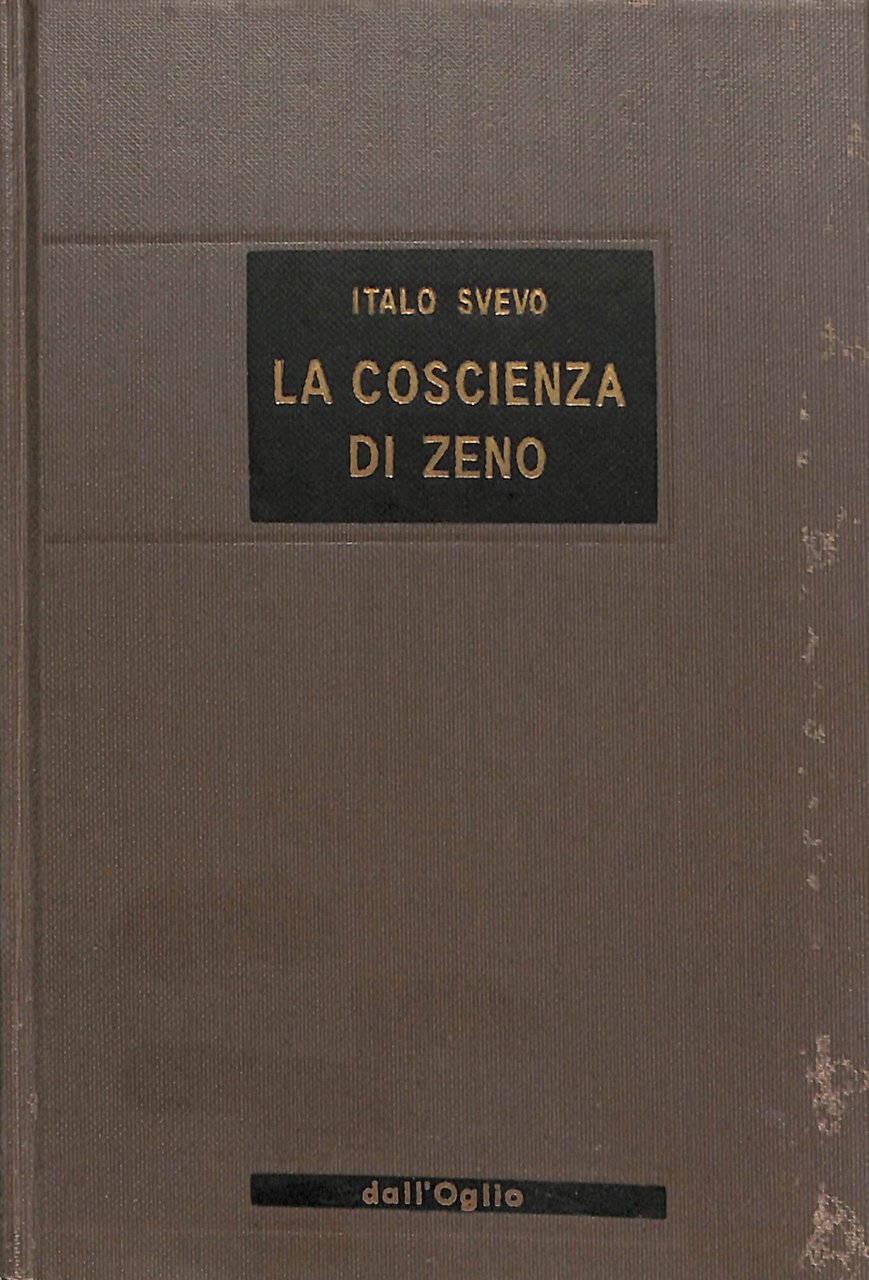 ITALO SVEVO
LA COSCIENZA
DI ZENO
dall'Oglio